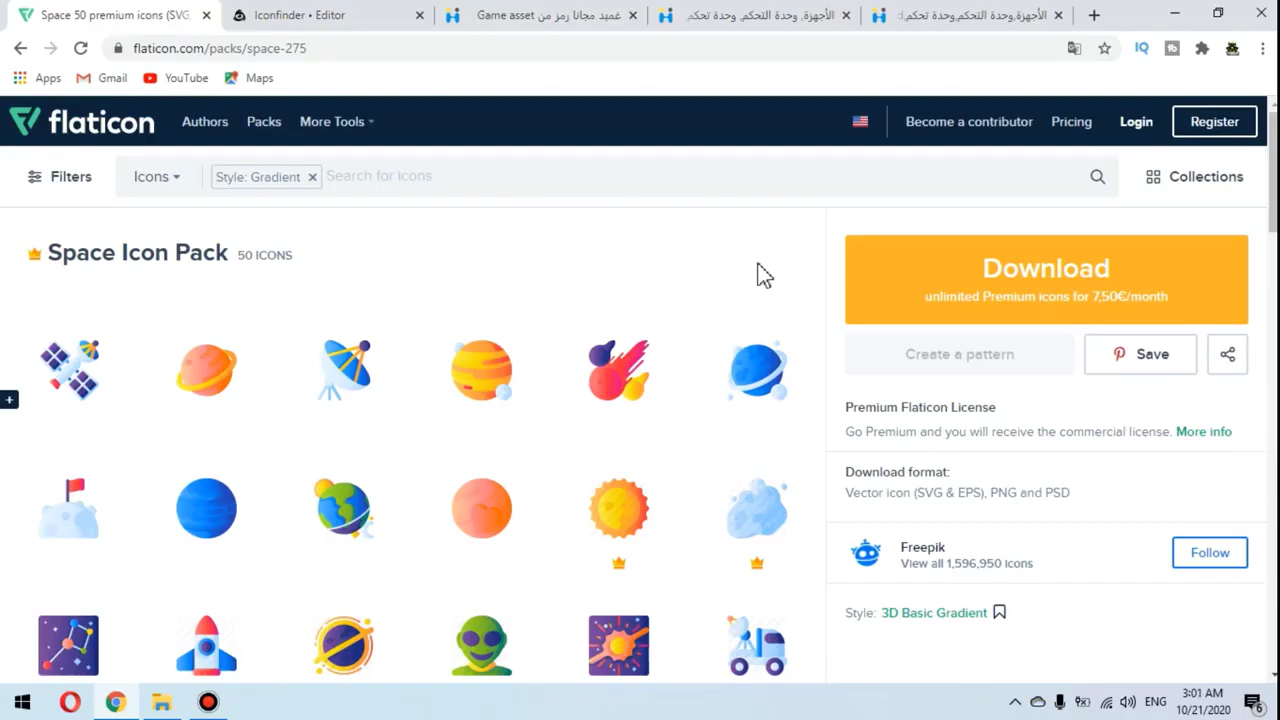 Space 50 premium icons (SVG,
Iconfinder • Editor
Game asset غميد مجانا رمز من
الأجهزة, وحدة التحكم, وحدة تحكم,
الأجهزة,وحدة التحكم,وحدة تحكم,d
flaticon.com/packs/space-275
Apps
Gmail
YouTube
Maps
flaticon
Authors
Packs
More Tools
Become a contributor
Pricing
Login
Register
Filters
Icons
Style: Gradient ×
Search for icons
Collections
Space Icon Pack
50 ICONS
Download
unlimited Premium icons for 7,50€/month
Create a pattern
Save
Premium Flaticon License
Go Premium and you will receive the commercial license. More info
Download format:
Vector icon (SVG & EPS), PNG and PSD
Freepik
View all 1,596,950 icons
Follow
Style: 3D Basic Gradient
ENG
3:01 AM
10/21/2020
6